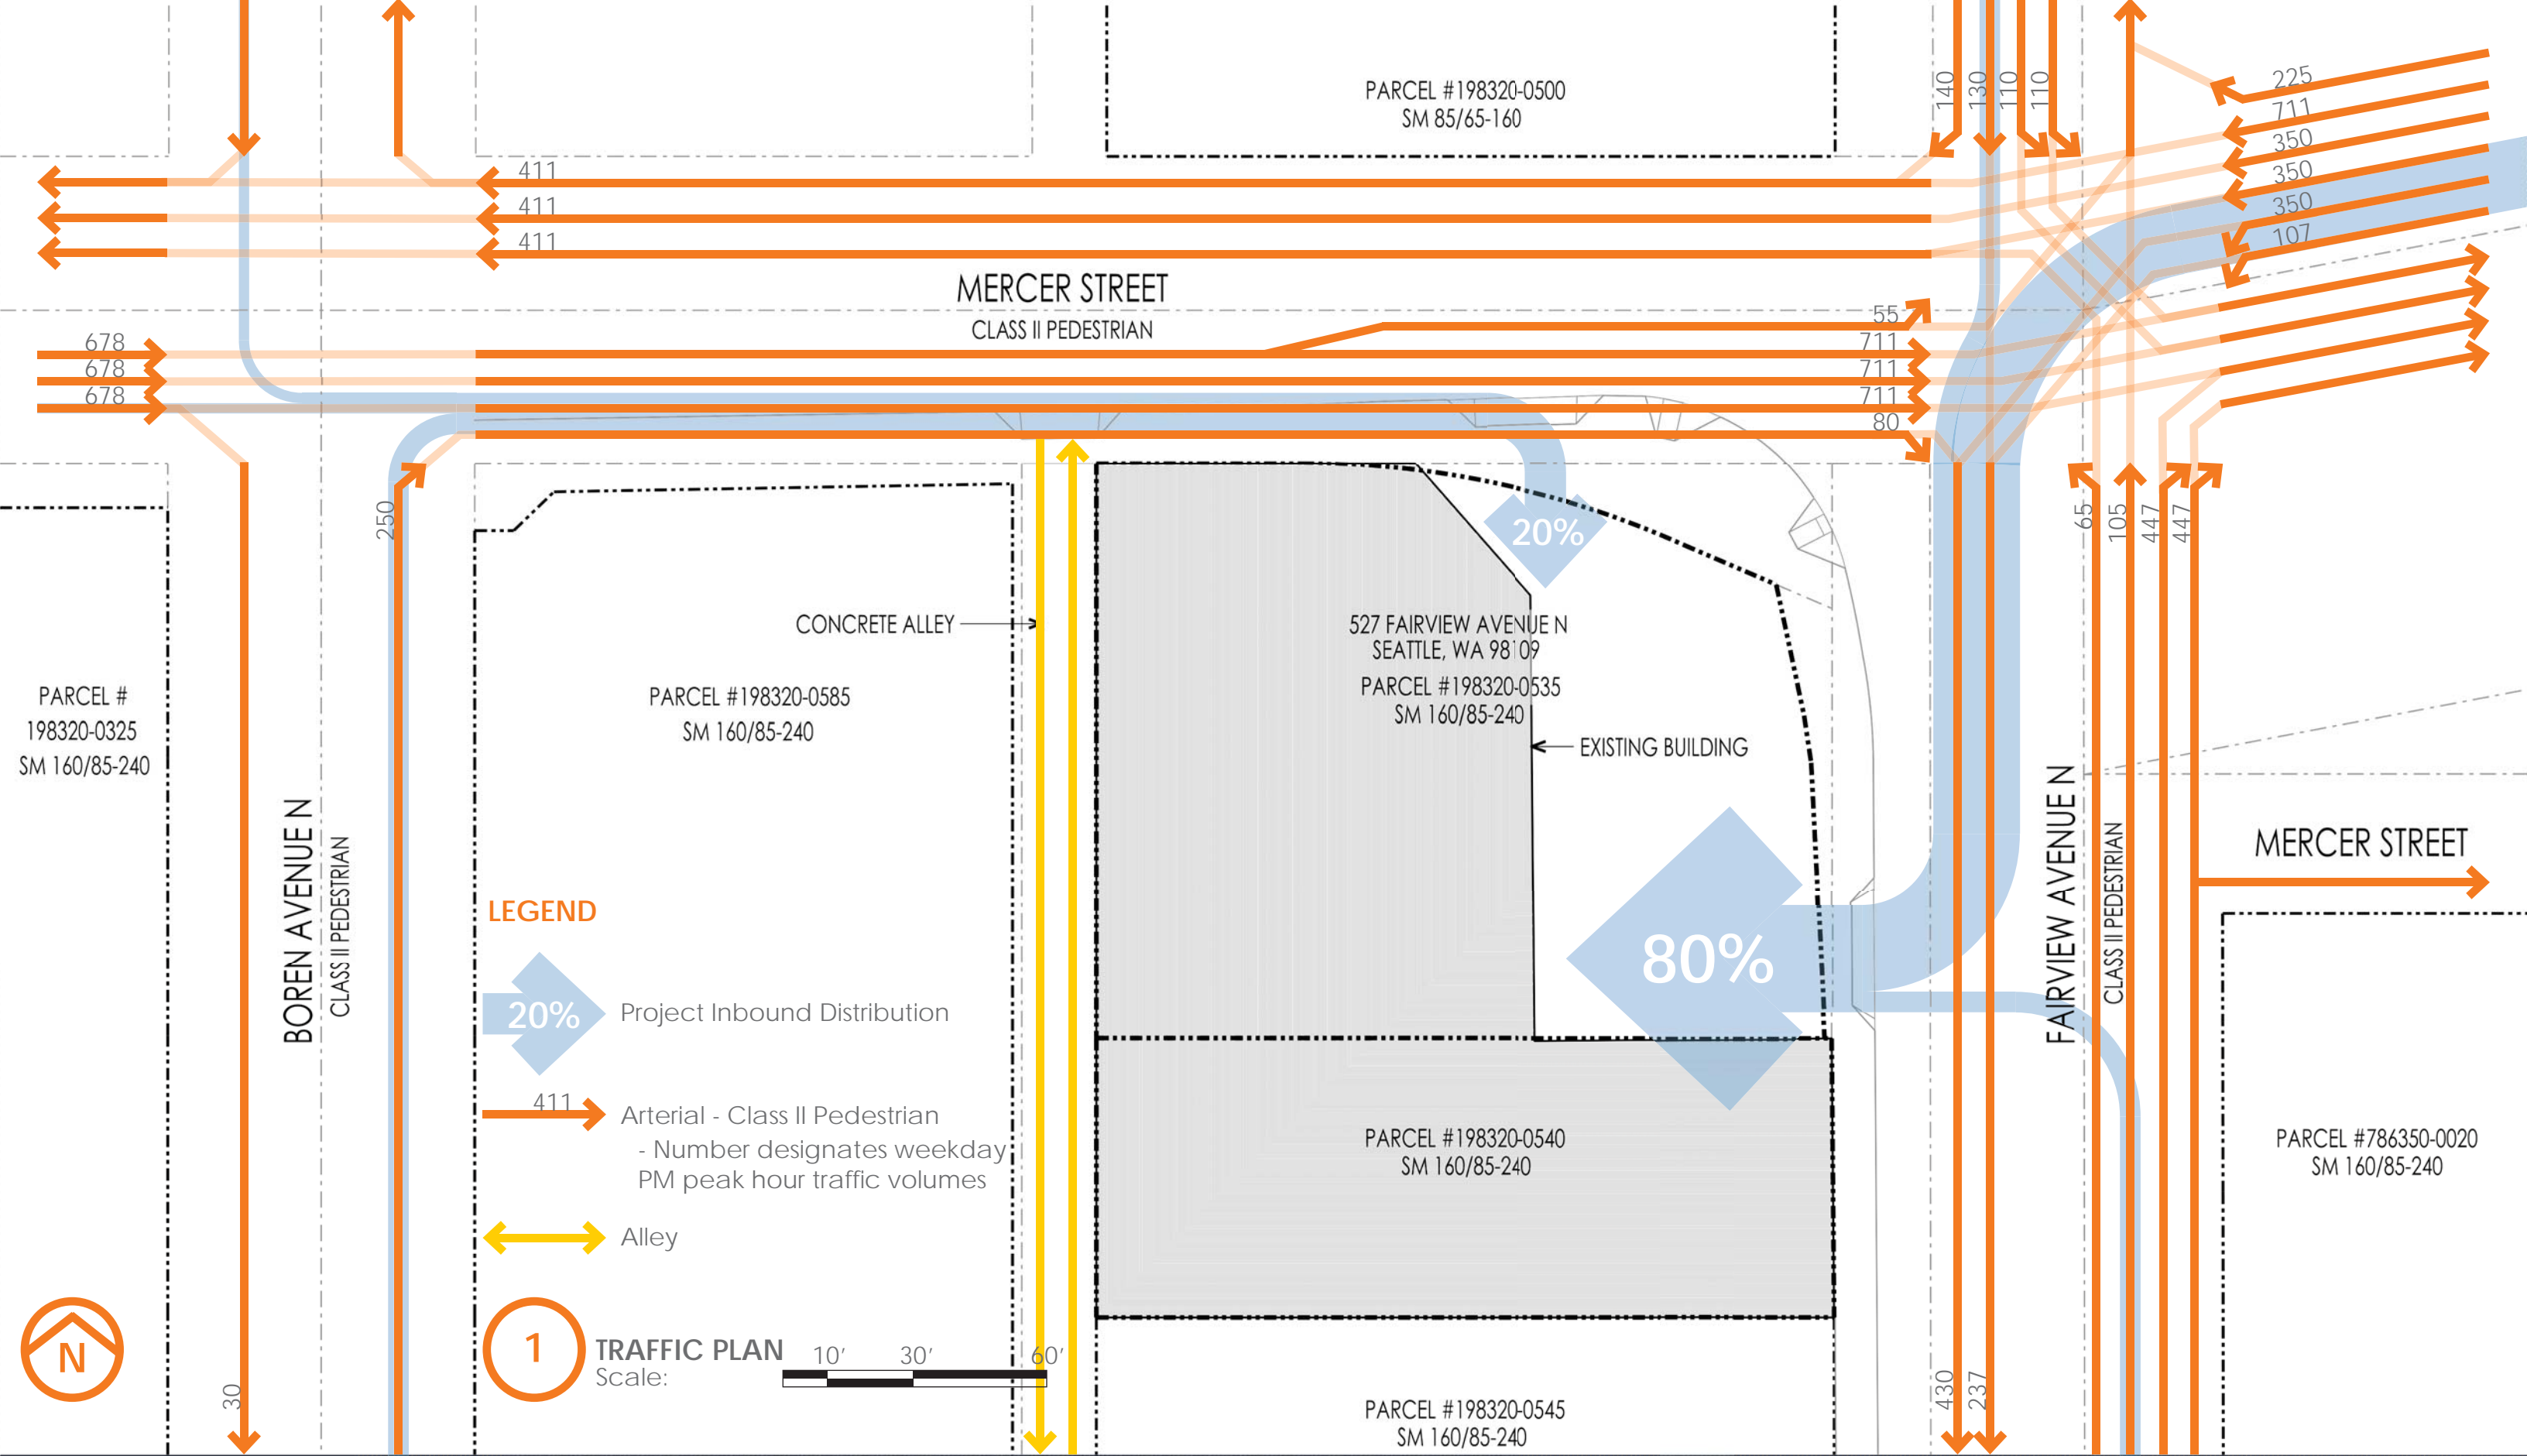 PARCEL #198320-0500
SM 85/65-160
140
130
110
110
225
711
350
350
350
107
411
411
411
MERCER STREET
CLASS II PEDESTRIAN
678
678
678
55
711
711
711
80
250
65
105
447
447
20%
CONCRETE ALLEY
527 FAIRVIEW AVENUE N
SEATTLE, WA 98109
PARCEL #198320-0535
SM 160/85-240
PARCEL #
198320-0325
SM 160/85-240
PARCEL #198320-0585
SM 160/85-240
EXISTING BUILDING
BOREN AVENUE N
CLASS II PEDESTRIAN
FAIRVIEW AVENUE N
CLASS II PEDESTRIAN
MERCER STREET
80%
LEGEND
20%
Project Inbound Distribution
411
Arterial - Class II Pedestrian
- Number designates weekday
PM peak hour traffic volumes
Alley
PARCEL #198320-0540
SM 160/85-240
PARCEL #786350-0020
SM 160/85-240
N
1
TRAFFIC PLAN
Scale:
10'
30'
60'
30
430
237
PARCEL #198320-0545
SM 160/85-240